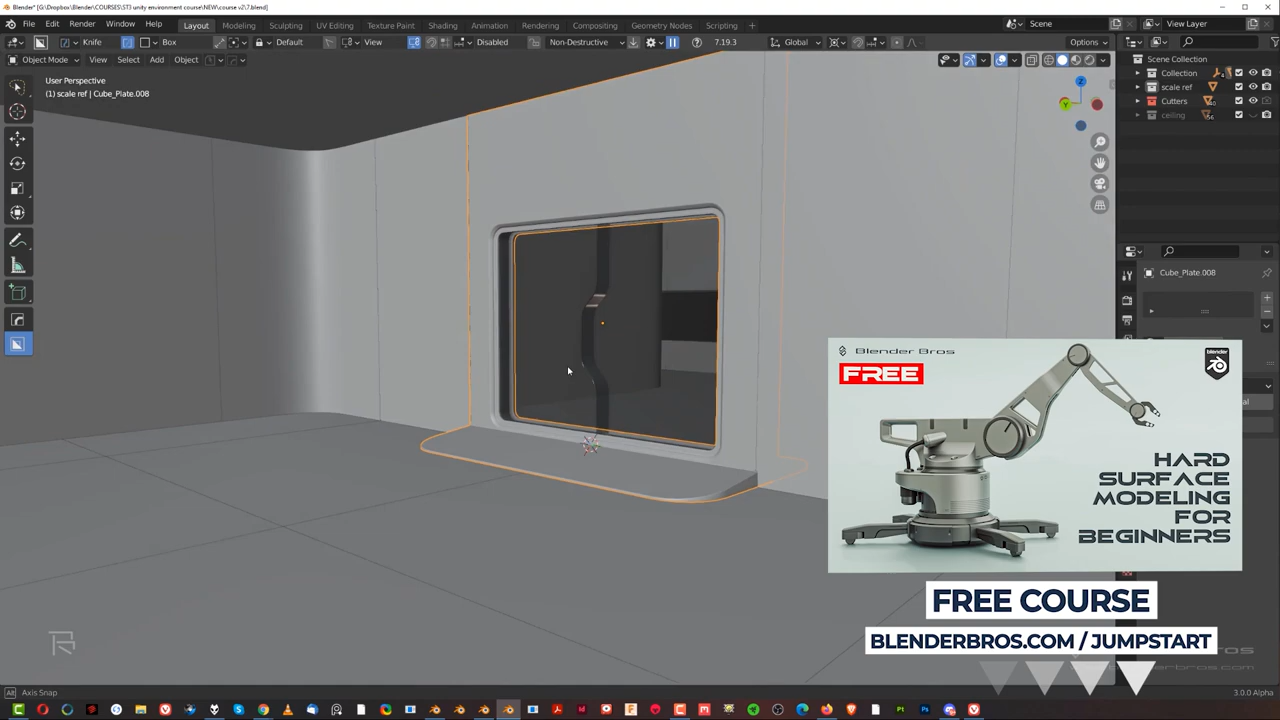 Blender* [G:\Dropbox\Blender\COURSES\ST3 unity environment course\NEW\course v2\7.blend]
File Edit Render Window Help Layout Modeling Sculpting UV Editing Texture Paint Shading Animation Rendering Compositing Geometry Nodes Scripting + Scene View Layer
Knife Box Default View Disabled Non-Destructive 7.19.3 Global Options
Object Mode View Select Add Object
User Perspective
(1) scale ref | Cube_Plate.008
Scene Collection
Collection
scale ref
Cutters
ceiling
Cube_Plate.008
Blender Bros
FREE
blender
HARD
SURFACE
MODELING
FOR
BEGINNERS
FREE COURSE
BLENDERBROS.COM / JUMPSTART
Axis Snap
3.0.0 Alpha